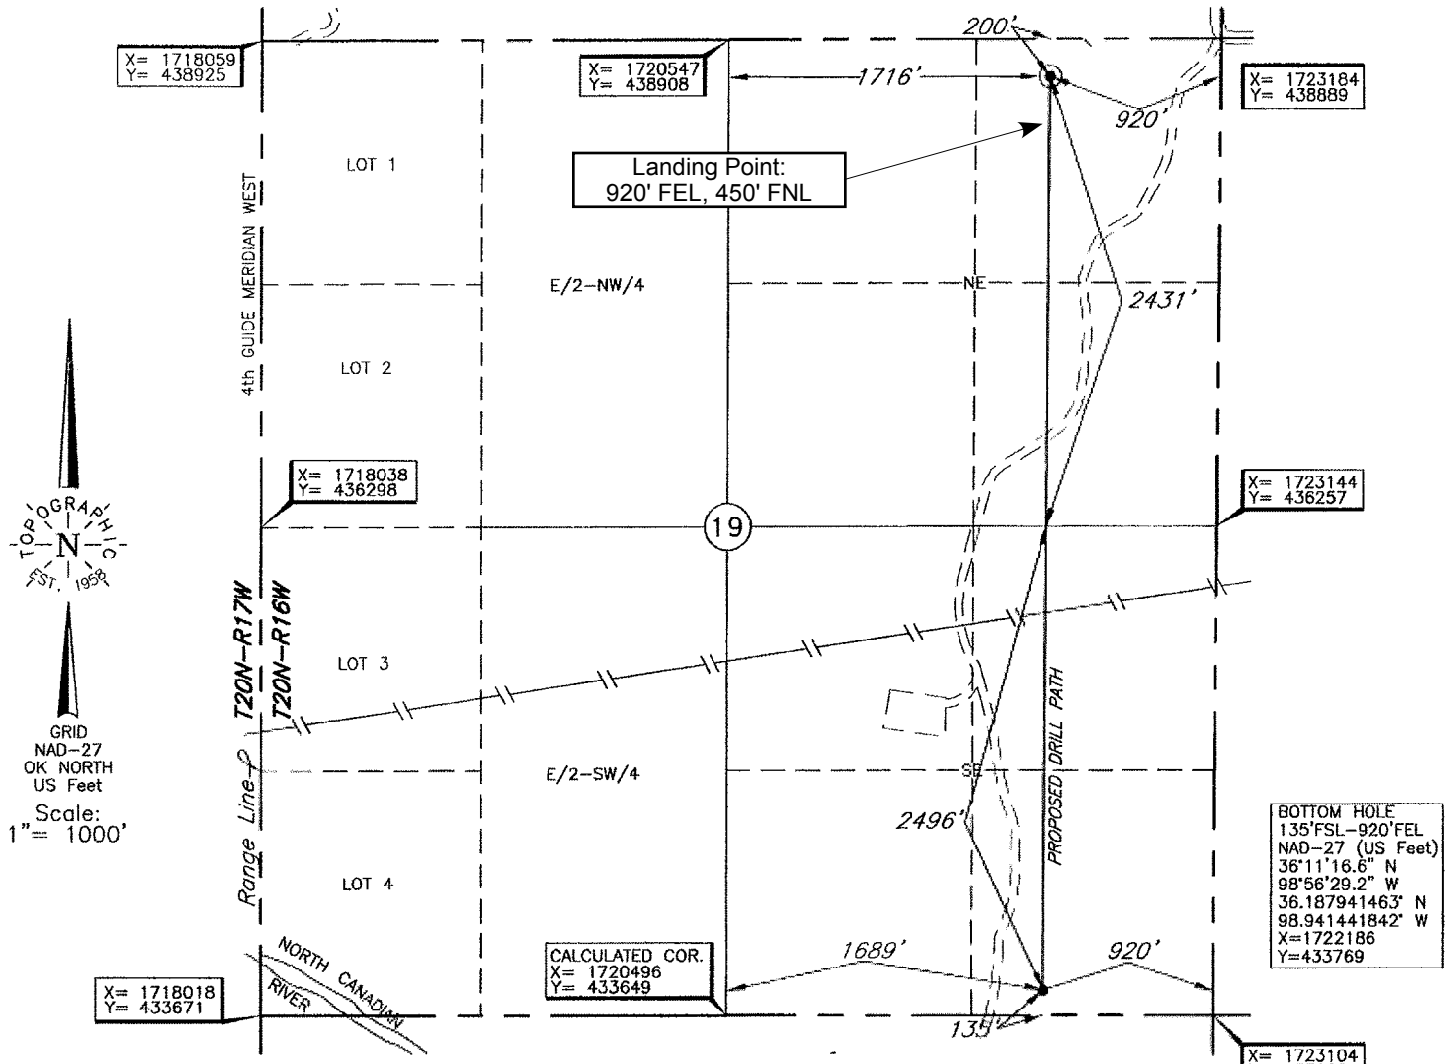 200'
X= 1718059
Y= 438925
X= 1720547
Y= 438908
1716'
X= 1723184
Y= 438889
920'
Landing Point:
920' FEL, 450' FNL
LOT 1
4th GUIDE MERIDIAN WEST
E/2-NW/4
NE
2431'
LOT 2
X= 1718038
Y= 436298
X= 1723144
Y= 436257
TOPOGRAPHIC
N
EST. 1958
19
T20N-R17W
T20N-R16W
LOT 3
GRID
NAD-27
OK NORTH
US Feet
Scale:
1"= 1000'
Range Line
E/2-SW/4
SE
PROPOSED DRILL PATH
2496'
BOTTOM HOLE
135'FSL-920'FEL
NAD-27 (US Feet)
36°11'16.6" N
98°56'29.2" W
36.187941463° N
98.941441842° W
X=1722186
Y=433769
LOT 4
NORTH CANADIAN
RIVER
CALCULATED COR.
X= 1720496
Y= 433649
1689'
920'
X= 1718018
Y= 433671
135'
X= 1723104